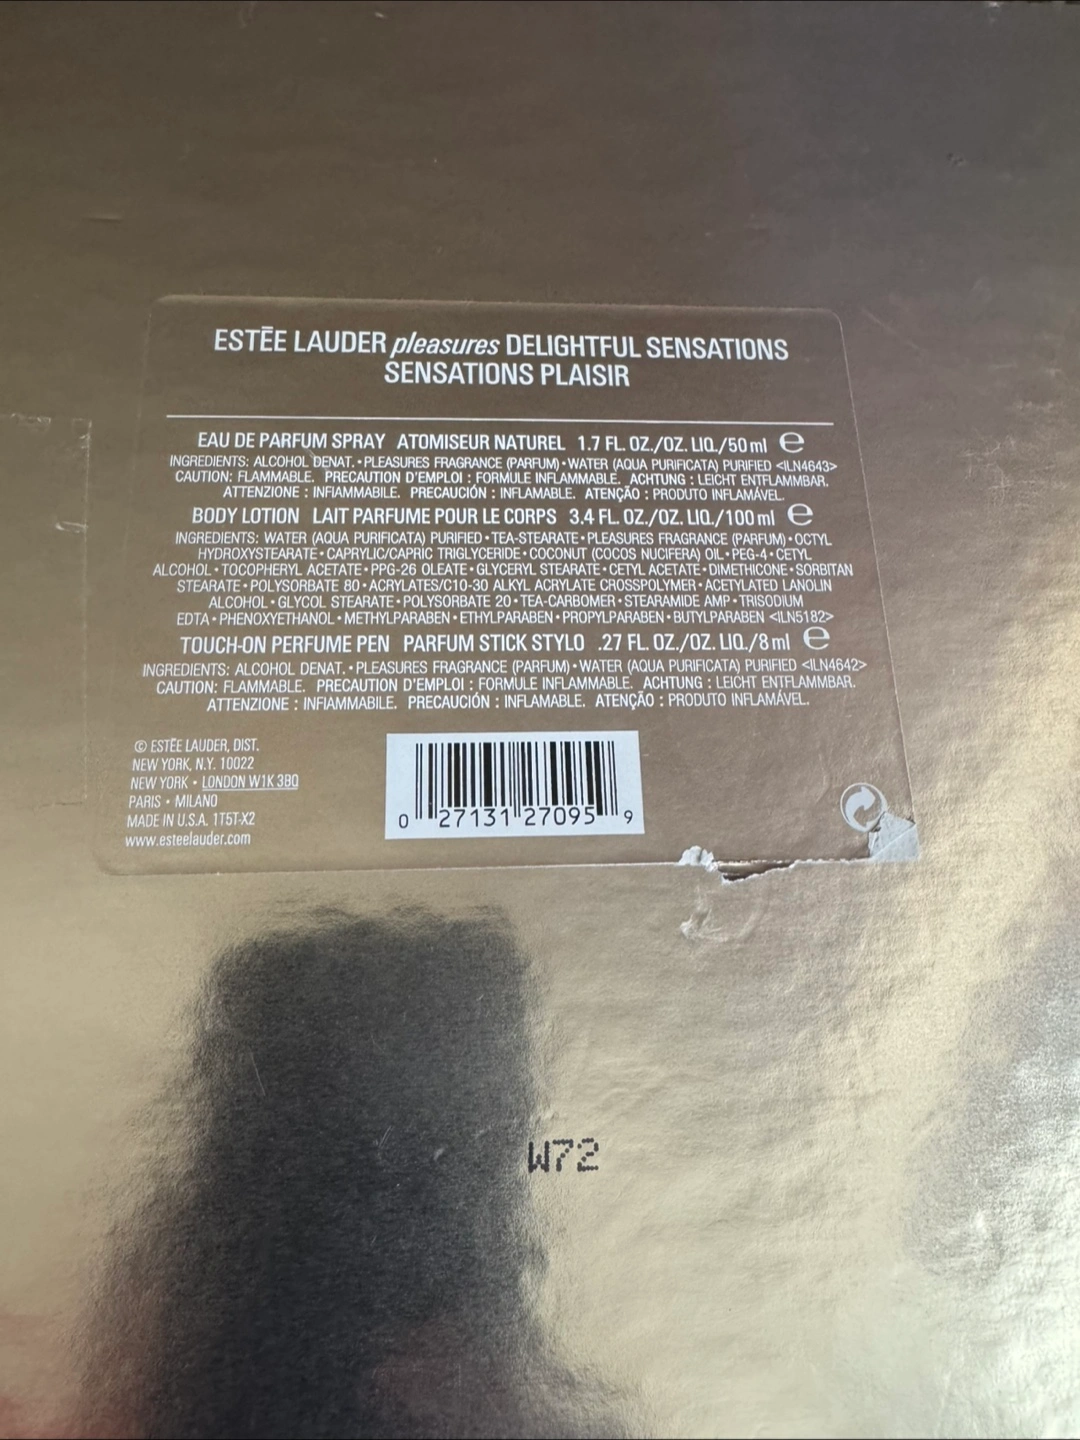 ESTĒE LAUDER pleasures DELIGHTFUL SENSATIONS
SENSATIONS PLAISIR
EAU DE PARFUM SPRAY ATOMISEUR NATUREL 1.7 FL. OZ./OZ. LIQ./50 ml e
INGREDIENTS: ALCOHOL DENAT. • PLEASURES FRAGRANCE (PARFUM) • WATER (AQUA PURIFICATA) PURIFIED <ILN4643>
CAUTION: FLAMMABLE. PRECAUTION D'EMPLOI : FORMULE INFLAMMABLE. ACHTUNG : LEICHT ENTFLAMMBAR.
ATTENZIONE : INFIAMMABILE. PRECAUCIÓN : INFLAMABLE. ATENÇÃO : PRODUTO INFLAMÁVEL.
BODY LOTION LAIT PARFUME POUR LE CORPS 3.4 FL. OZ./OZ. LIQ./100 ml e
INGREDIENTS: WATER (AQUA PURIFICATA) PURIFIED • TEA-STEARATE • PLEASURES FRAGRANCE (PARFUM) • OCTYL
HYDROXYSTEARATE • CAPRYLIC/CAPRIC TRIGLYCERIDE • COCONUT (COCOS NUCIFERA) OIL • PEG-4 • CETYL
ALCOHOL • TOCOPHERYL ACETATE • PPG-26 OLEATE • GLYCERYL STEARATE • CETYL ACETATE • DIMETHICONE • SORBITAN
STEARATE • POLYSORBATE 80 • ACRYLATES/C10-30 ALKYL ACRYLATE CROSSPOLYMER • ACETYLATED LANOLIN
ALCOHOL • GLYCOL STEARATE • POLYSORBATE 20 • TEA-CARBOMER • STEARAMIDE AMP • TRISODIUM
EDTA • PHENOXYETHANOL • METHYLPARABEN • ETHYLPARABEN • PROPYLPARABEN • BUTYLPARABEN <ILN5182>
TOUCH-ON PERFUME PEN PARFUM STICK STYLO .27 FL. OZ./OZ. LIQ./8 ml e
INGREDIENTS: ALCOHOL DENAT. • PLEASURES FRAGRANCE (PARFUM) • WATER (AQUA PURIFICATA) PURIFIED <ILN4642>
CAUTION: FLAMMABLE. PRECAUTION D'EMPLOI : FORMULE INFLAMMABLE. ACHTUNG : LEICHT ENTFLAMMBAR.
ATTENZIONE : INFIAMMABILE. PRECAUCIÓN : INFLAMABLE. ATENÇÃO : PRODUTO INFLAMÁVEL.
© ESTĒE LAUDER, DIST.
NEW YORK, N.Y. 10022
NEW YORK • LONDON W1K 3BQ
PARIS • MILANO
MADE IN U.S.A. 1T5T-X2
www.esteelauder.com
0 27131 27095 9
W72